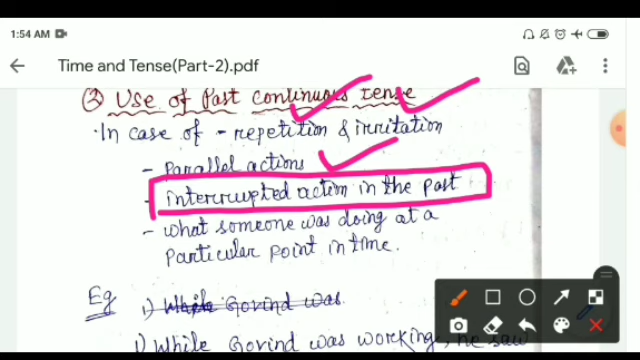 1:54 AM
Time and Tense(Part-2).pdf
② Use of Past continuous tense
· In case of - repetition & irritation
- Parallel actions
- interrupted action in the past
- what someone was doing at a
particular point in time.
Eg i) While Govind was
i) While Govind was working, he saw